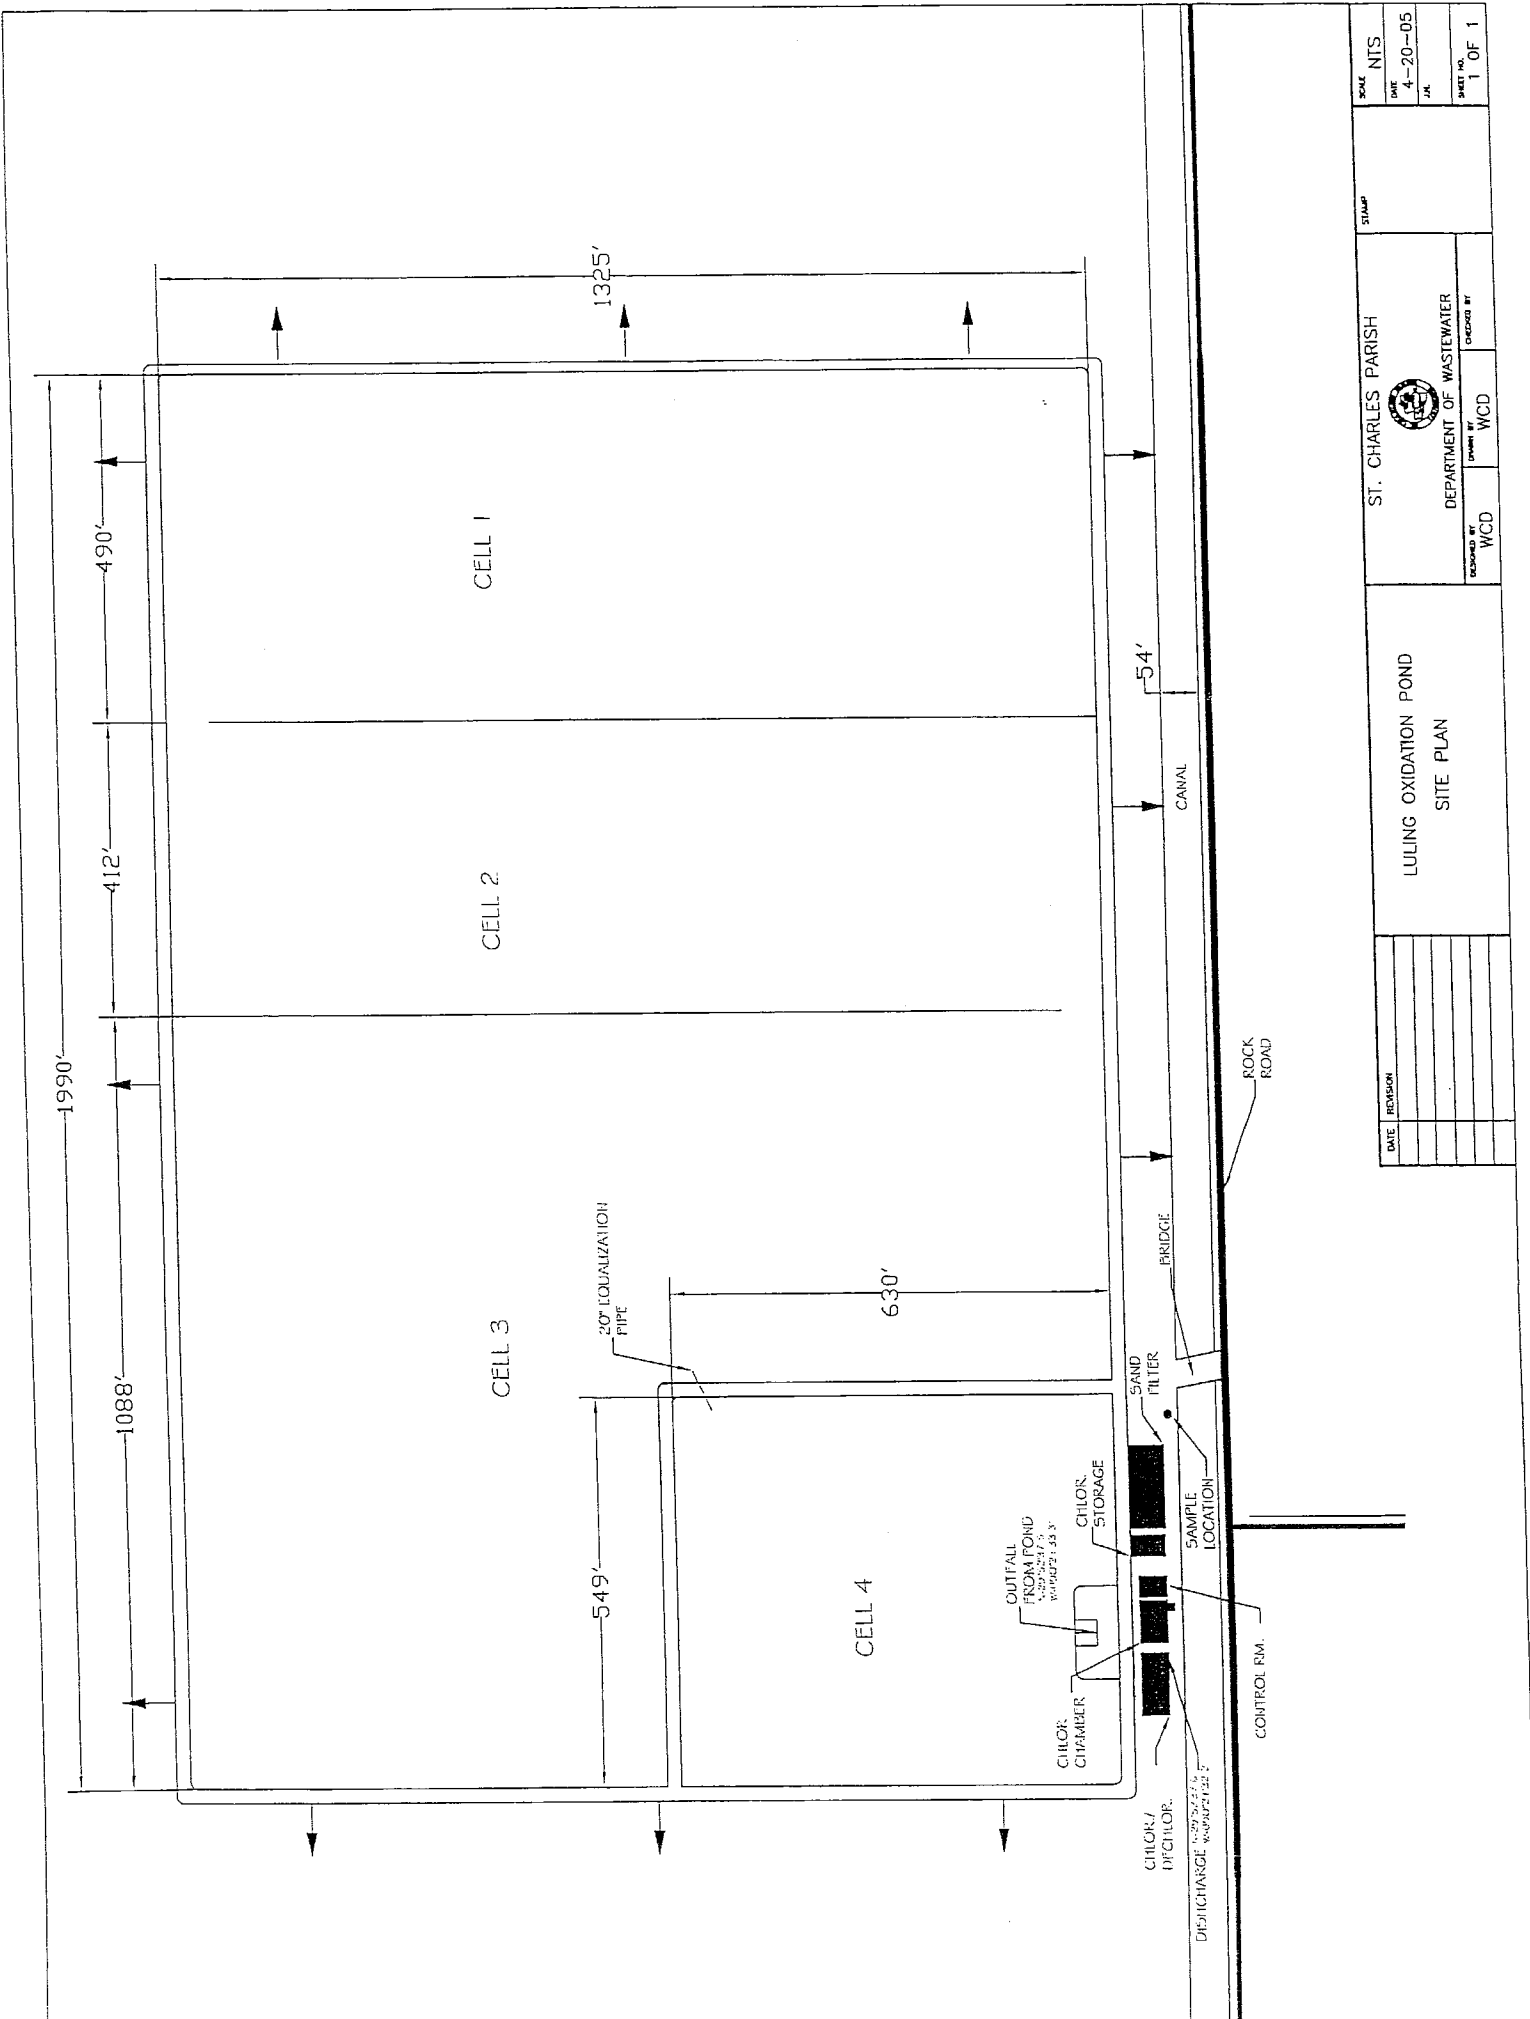 1990′
1088′
412′
490′
1325′
CELL 1
CELL 2
CELL 3
CELL 4
20" EQUALIZATION
PIPE
630′
549′
54′
CANAL
OUTFALL
FROM POND
CHLOR.
STORAGE
SAND
FILTER
BRIDGE
ROCK
ROAD
CHLOR.
CHAMBER
SAMPLE
LOCATION
CONTROL RM.
CHLOR./
DECHLOR.
DISHCHARGE
DATE REVISION
LULING OXIDATION POND
SITE PLAN
ST. CHARLES PARISH
DEPARTMENT OF WASTEWATER
DESIGNED BY
WCD
DRAWN BY
WCD
CHECKED BY
STAMP
SCALE
NTS
DATE
4-20-05
J.N.
SHEET NO.
1 OF 1